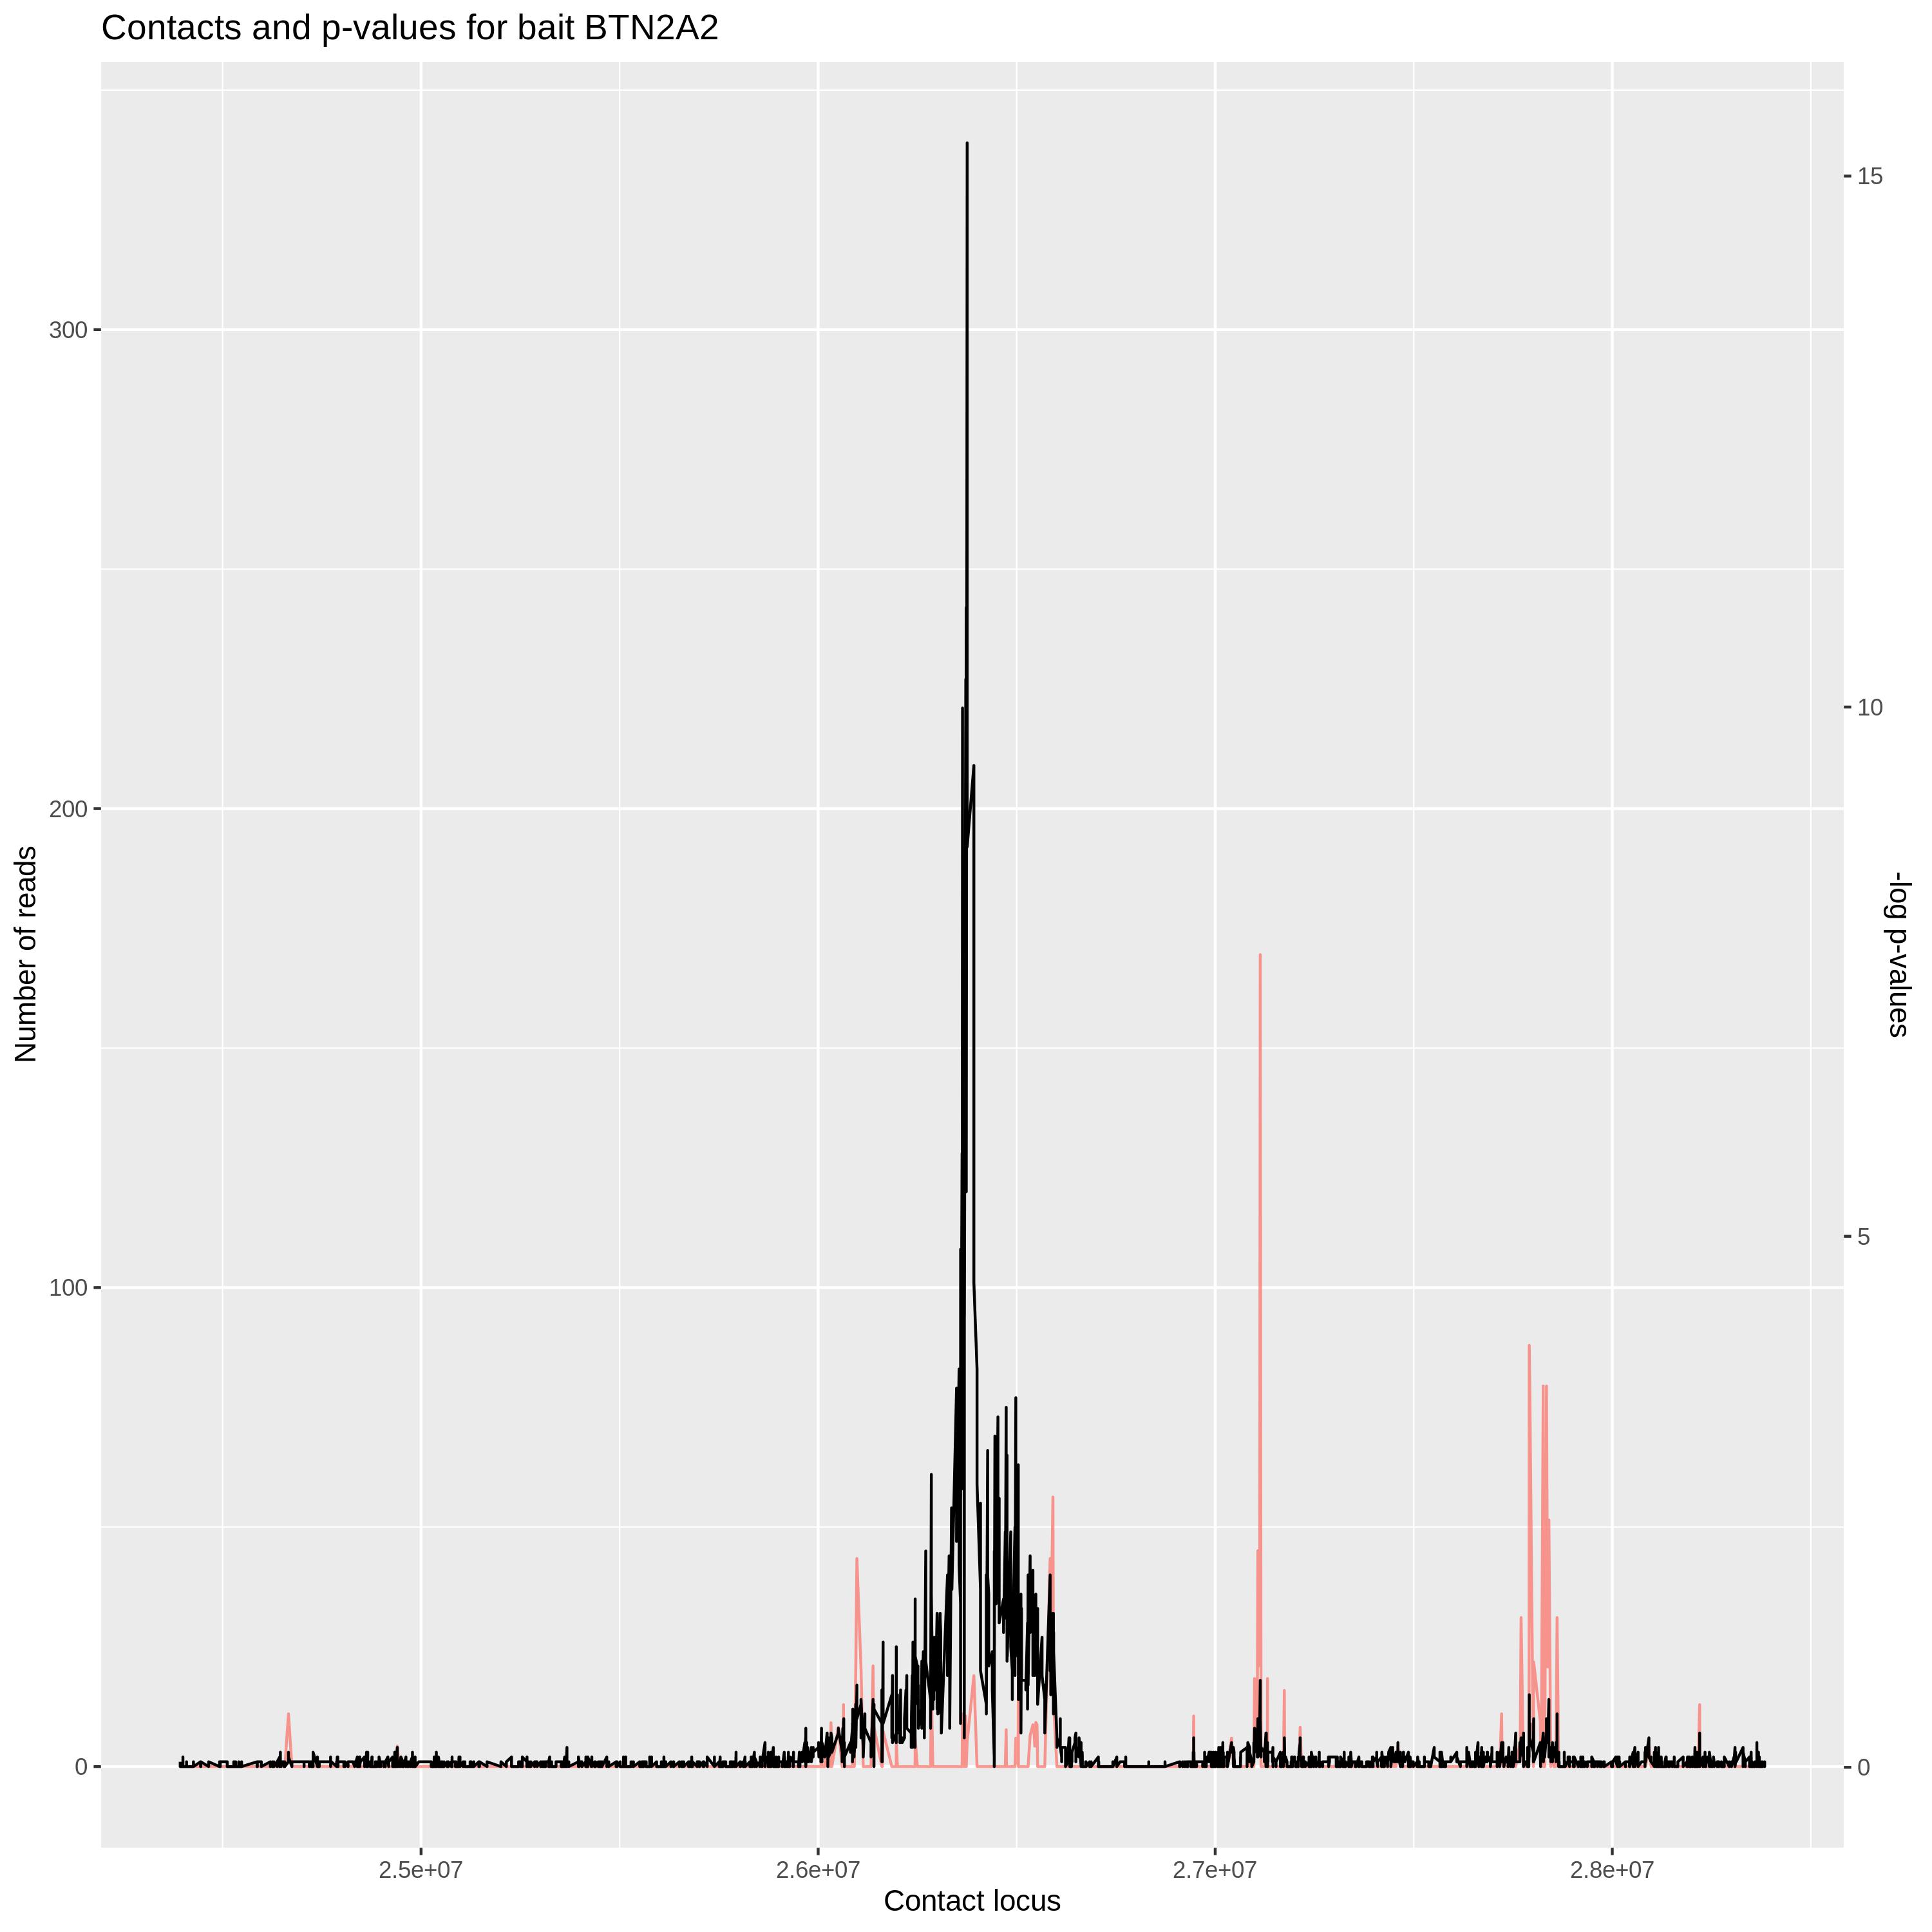 Contacts and p-values for bait BTN2A2
300
200
100
0
Number of reads
15
10
5
0
-log p-values
2.5e+07
2.6e+07
2.7e+07
2.8e+07
Contact locus